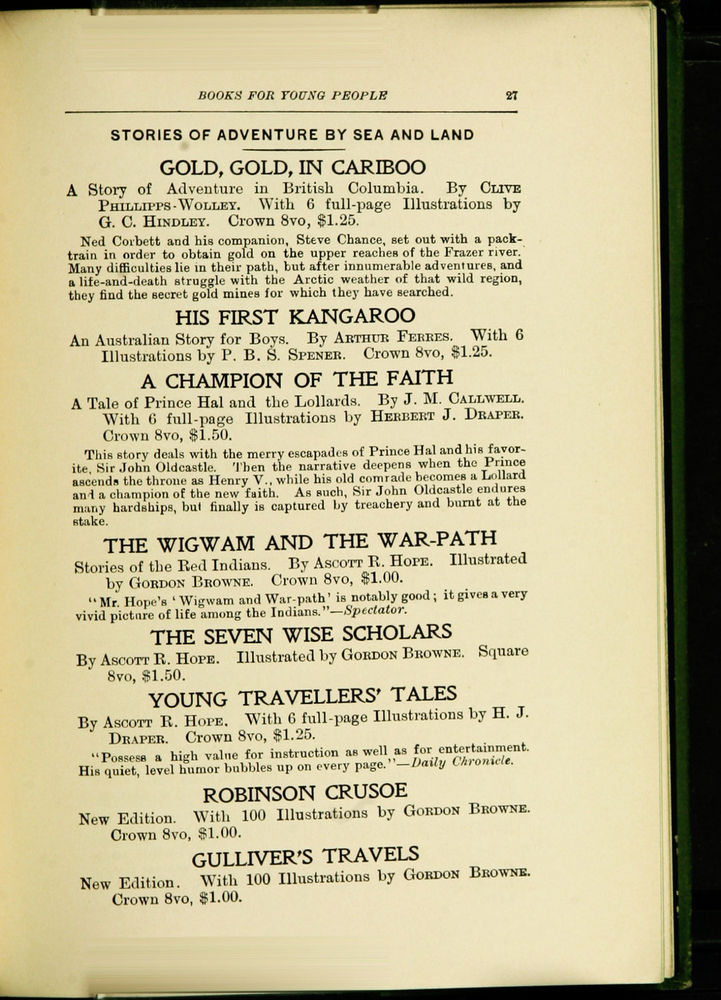 BOOKS FOR YOUNG PEOPLE 27
STORIES OF ADVENTURE BY SEA AND LAND
GOLD, GOLD, IN CARIBOO
A Story of Adventure in British Columbia. By CLIVE
PHILLIPPS-WOLLEY. With 6 full-page Illustrations by
G. C. HINDLEY. Crown 8vo, $1.25.
Ned Corbett and his companion, Steve Chance, set out with a pack-
train in order to obtain gold on the upper reaches of the Frazer river.
Many difficulties lie in their path, but after innumerable adventures, and
a life-and-death struggle with the Arctic weather of that wild region,
they find the secret gold mines for which they have searched.
HIS FIRST KANGAROO
An Australian Story for Boys. By ARTHUR FERRES. With 6
Illustrations by P. B. S. SPENER. Crown 8vo, $1.25.
A CHAMPION OF THE FAITH
A Tale of Prince Hal and the Lollards. By J. M. CALLWELL.
With 6 full-page Illustrations by HERBERT J. DRAPER.
Crown 8vo, $1.50.
This story deals with the merry escapades of Prince Hal and his favor-
ite, Sir John Oldcastle. Then the narrative deepens when the Prince
ascends the throne as Henry V., while his old comrade becomes a Lollard
and a champion of the new faith. As such, Sir John Oldcastle endures
many hardships, but finally is captured by treachery and burnt at the
stake.
THE WIGWAM AND THE WAR-PATH
Stories of the Red Indians. By ASCOTT R. HOPE. Illustrated
by GORDON BROWNE. Crown 8vo, $1.00.
"Mr. Hope's 'Wigwam and War-path' is notably good; it gives a very
vivid picture of life among the Indians."—Spectator.
THE SEVEN WISE SCHOLARS
By ASCOTT R. HOPE. Illustrated by GORDON BROWNE. Square
8vo, $1.50.
YOUNG TRAVELLERS' TALES
By ASCOTT R. HOPE. With 6 full-page Illustrations by H. J.
DRAPER. Crown 8vo, $1.25.
"Possess a high value for instruction as well as for entertainment.
His quiet, level humor bubbles up on every page."—Daily Chronicle.
ROBINSON CRUSOE
New Edition. With 100 Illustrations by GORDON BROWNE.
Crown 8vo, $1.00.
GULLIVER'S TRAVELS
New Edition. With 100 Illustrations by GORDON BROWNE.
Crown 8vo, $1.00.